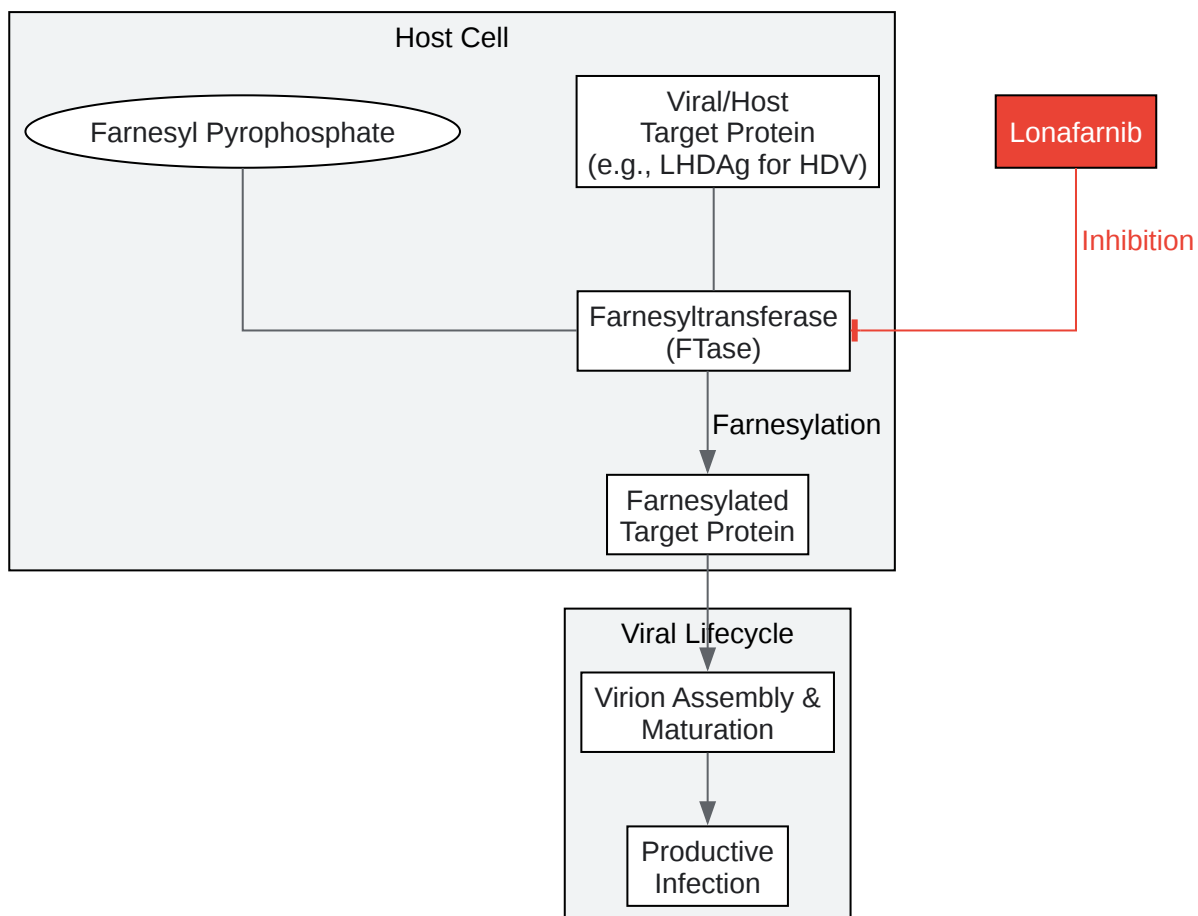 Host Cell
Farnesyl Pyrophosphate
Viral/Host
Target Protein
(e.g., LHDAg for HDV)
Lonafarnib
Inhibition
Farnesyltransferase
(FTase)
Farnesylation
Farnesylated
Target Protein
Viral Lifecycle
Virion Assembly &
Maturation
Productive
Infection